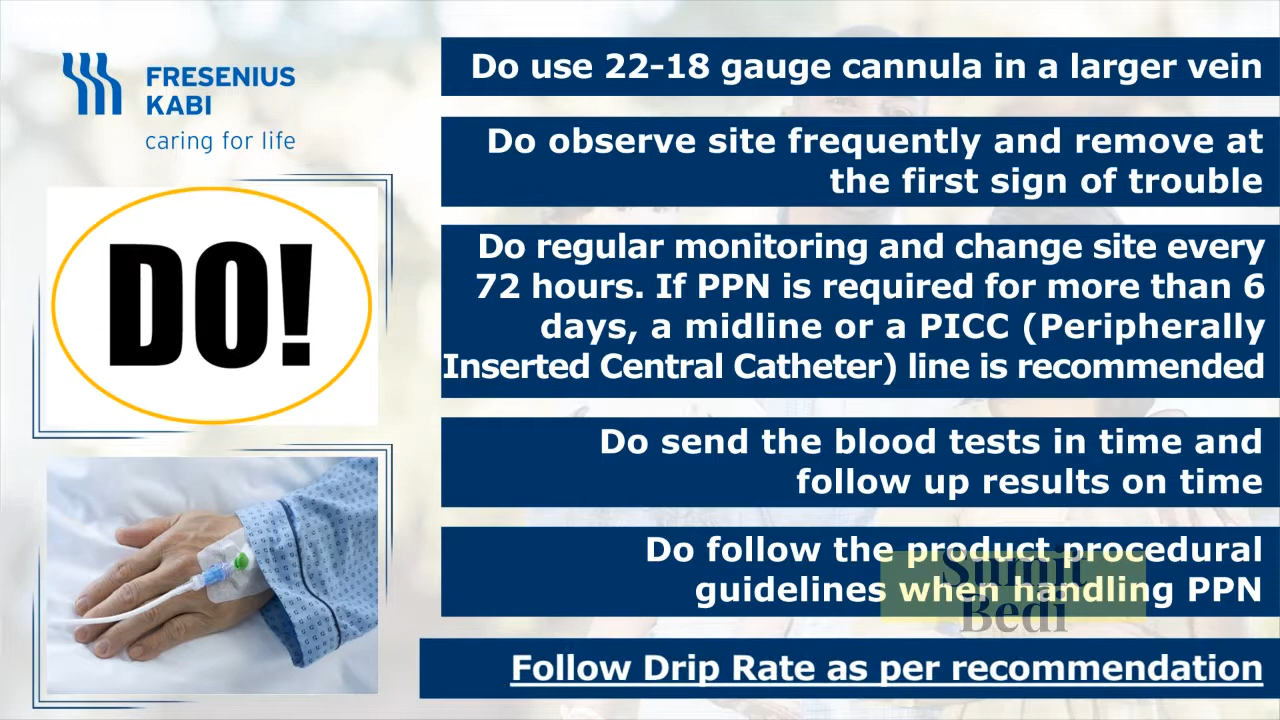 FRESENIUS
KABI
caring for life
DO!
Do use 22-18 gauge cannula in a larger vein
Do observe site frequently and remove at
the first sign of trouble
Do regular monitoring and change site every
72 hours. If PPN is required for more than 6
days, a midline or a PICC (Peripherally
Inserted Central Catheter) line is recommended
Do send the blood tests in time and
follow up results on time
Do follow the product procedural
guidelines when handling PPN
Sumit
Bedi
Follow Drip Rate as per recommendation